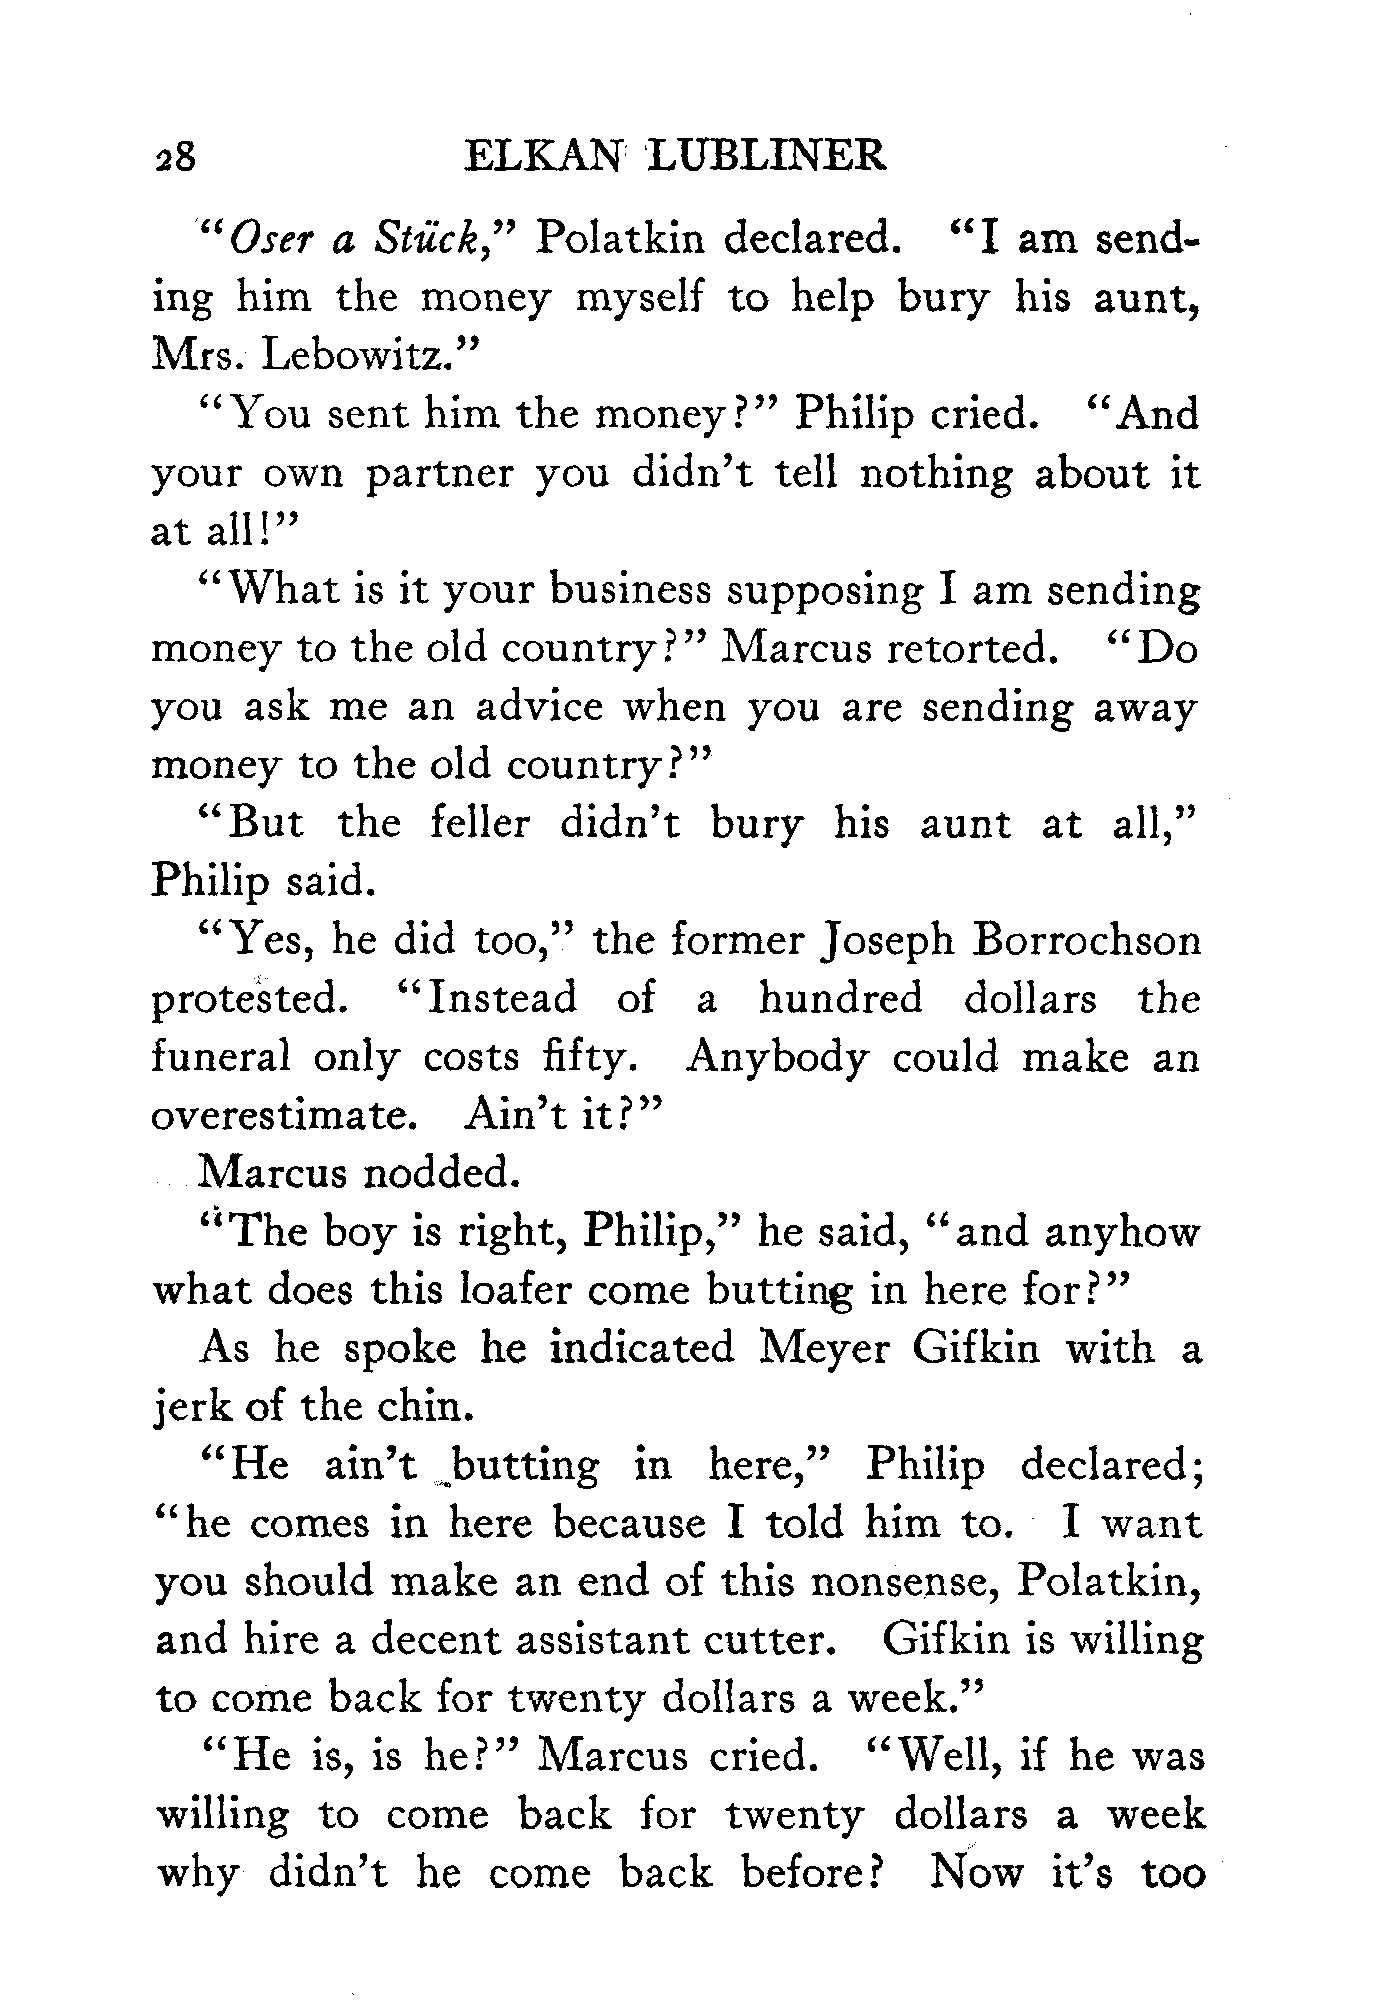 28 ELKAN LUBLINER
"Oser a Stück," Polatkin declared. "I am send-
ing him the money myself to help bury his aunt,
Mrs. Lebowitz."
"You sent him the money?" Philip cried. "And
your own partner you didn't tell nothing about it
at all!"
"What is it your business supposing I am sending
money to the old country?" Marcus retorted. "Do
you ask me an advice when you are sending away
money to the old country?"
"But the feller didn't bury his aunt at all,"
Philip said.
"Yes, he did too," the former Joseph Borrochson
protested. "Instead of a hundred dollars the
funeral only costs fifty. Anybody could make an
overestimate. Ain't it?"
Marcus nodded.
"The boy is right, Philip," he said, "and anyhow
what does this loafer come butting in here for?"
As he spoke he indicated Meyer Gifkin with a
jerk of the chin.
"He ain't butting in here," Philip declared;
"he comes in here because I told him to. I want
you should make an end of this nonsense, Polatkin,
and hire a decent assistant cutter. Gifkin is willing
to come back for twenty dollars a week."
"He is, is he?" Marcus cried. "Well, if he was
willing to come back for twenty dollars a week
why didn't he come back before? Now it's too